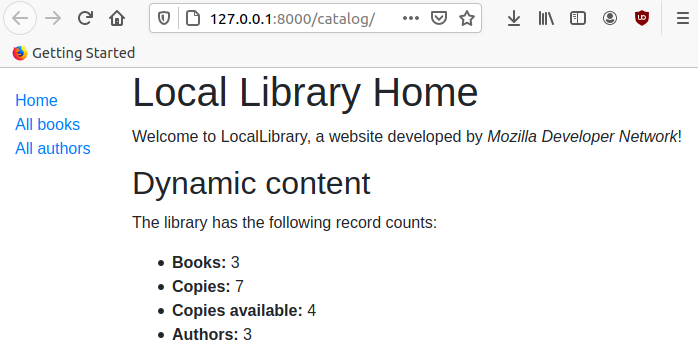 127.0.0.1:8000/catalog/
Getting Started
Home
All books
All authors
Local Library Home
Welcome to LocalLibrary, a website developed by Mozilla Developer Network!
Dynamic content
The library has the following record counts:
Books: 3
Copies: 7
Copies available: 4
Authors: 3